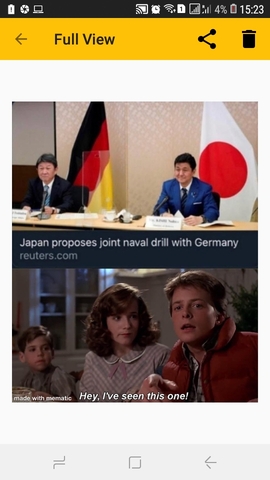 4% 15:23
Full View
Japan proposes joint naval drill with Germany
reuters.com
Hey, I've seen this one!
made with mematic